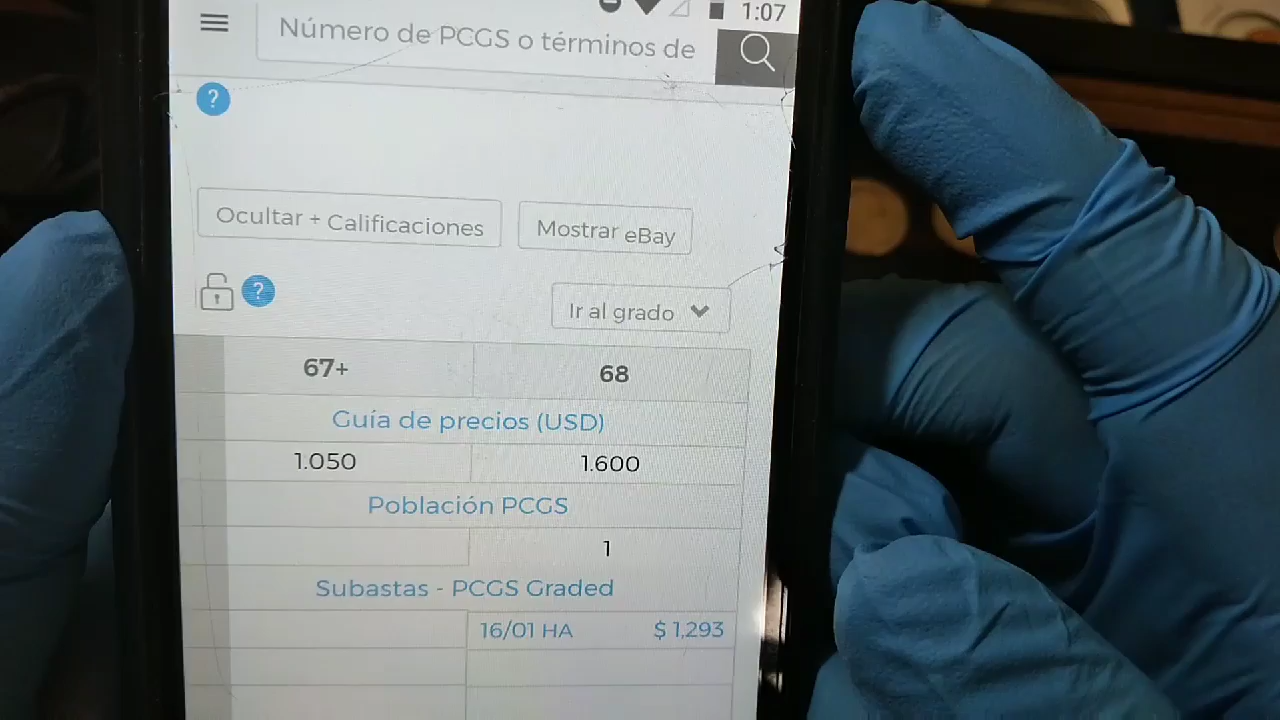 1:07
Número de PCGS o términos de
?
Ocultar + Calificaciones
Mostrar eBay
?
Ir al grado
67+ 68
Guía de precios (USD)
1.050 1.600
Población PCGS
1
Subastas - PCGS Graded
16/01 HA $ 1,293